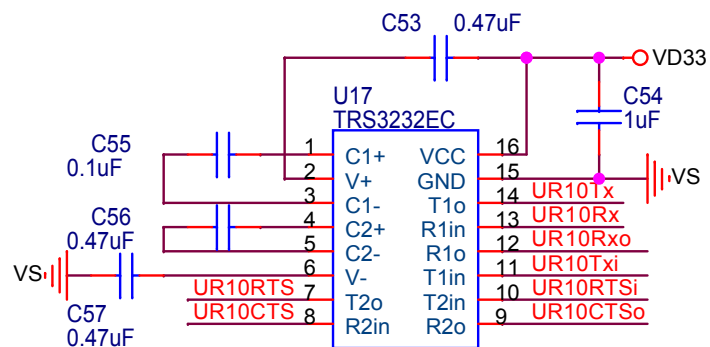 C53 0.47uF
VD33
U17
TRS3232EC
C54
1uF
C55
0.1uF
1 C1+ VCC 16
2 V+ GND 15
VS
3 C1- T1o 14 UR10Tx
C56
0.47uF
4 C2+ R1in 13 UR10Rx
5 C2- R1o 12 UR10Rxo
VS
6 V- T1in 11 UR10Txi
C57
0.47uF
UR10RTS 7 T2o T2in 10 UR10RTSi
UR10CTS 8 R2in R2o 9 UR10CTSo